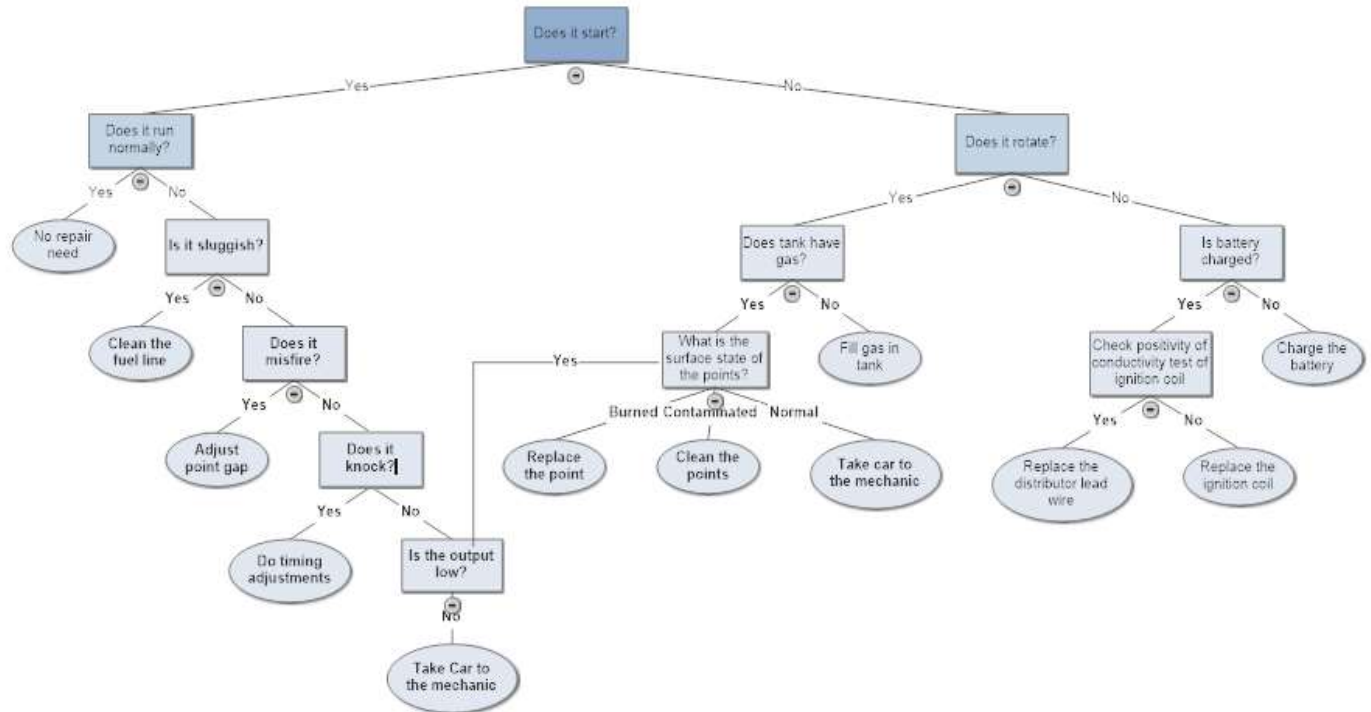 Does it start?
Yes
No
Does it run
normally?
Does it rotate?
Yes
No
Yes
No
No repair
need
Is it sluggish?
Does tank have
gas?
Is battery
charged?
Yes
No
Yes
No
Yes
No
Clean the
fuel line
Does it
misfire?
Yes
What is the
surface state of
the points?
Fill gas in
tank
Check positivity of
conductivity test of
ignition coil
Charge the
battery
Yes
No
Burned Contaminated Normal
Yes
No
Adjust
point gap
Does it
knock?
Replace
the point
Clean the
points
Take car to
the mechanic
Replace the
distributor lead
wire
Replace the
ignition coil
Yes
No
Do timing
adjustments
Is the output
low?
No
Take Car to
the mechanic